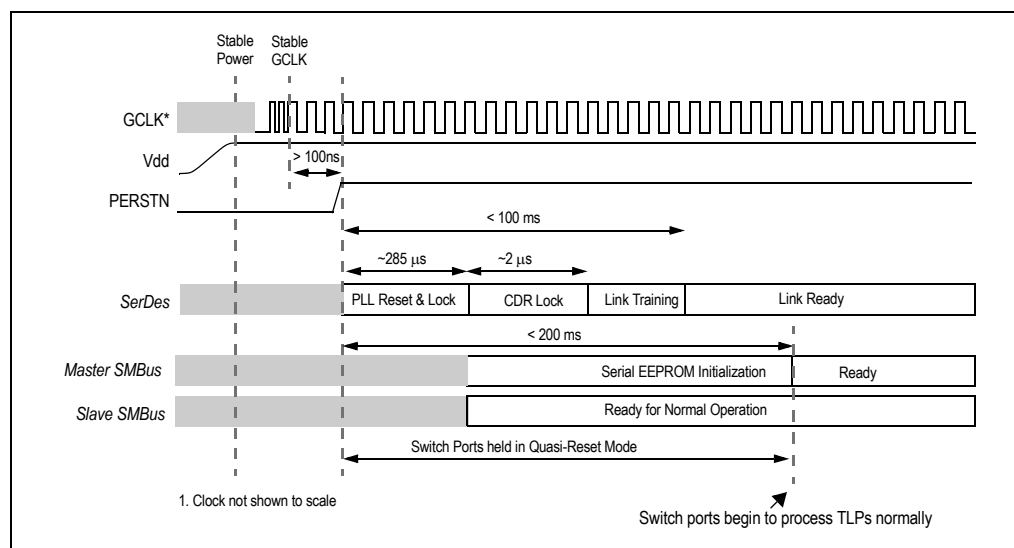 Stable Power
Stable GCLK
GCLK*
Vdd
> 100ns
PERSTN
< 100 ms
~285 μs
~2 μs
SerDes
PLL Reset & Lock
CDR Lock
Link Training
Link Ready
< 200 ms
Master SMBus
Serial EEPROM Initialization
Ready
Slave SMBus
Ready for Normal Operation
Switch Ports held in Quasi-Reset Mode
1. Clock not shown to scale
Switch ports begin to process TLPs normally